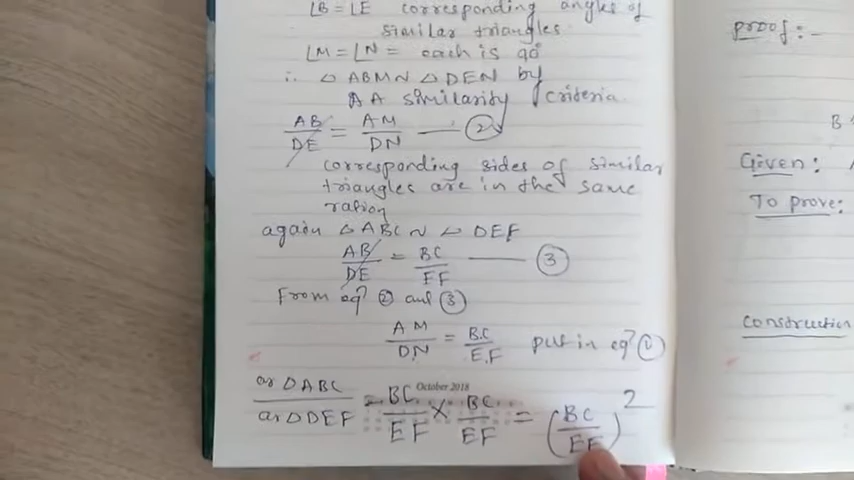 ∠B = ∠E corresponding angles of
similar triangles
∠M = ∠N = each is 90°
∴ △ ABM ~ △ DEN by
AA similarity criteria
AB/DE = AM/DN — ②
corresponding sides of similar
triangles are in the same
ration
again △ ABC ~ △ DEF
AB/DE = BC/EF — ③
From eqn ② and ③
AM/DN = BC/EF put in eqn ①
October 2018
ar △ABC/ar △DEF = BC/EF × BC/EF = (BC/EF)²
proof:-
B
Given:
To prove:
construction